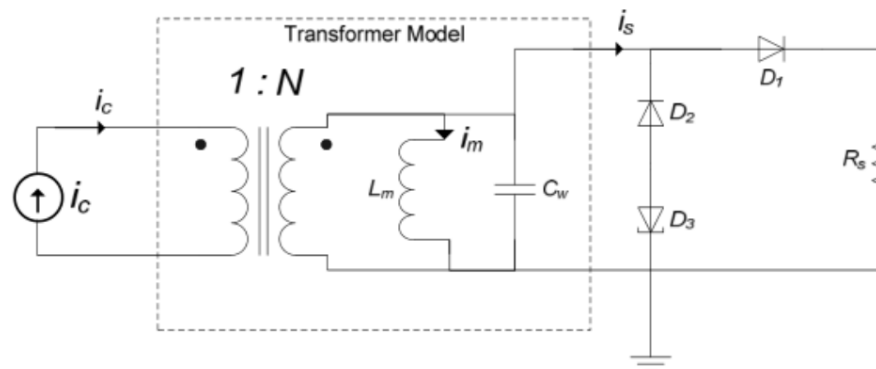 Transformer Model
1 : N
i_c
i_c
i_m
L_m
C_w
i_s
D_1
D_2
D_3
R_s